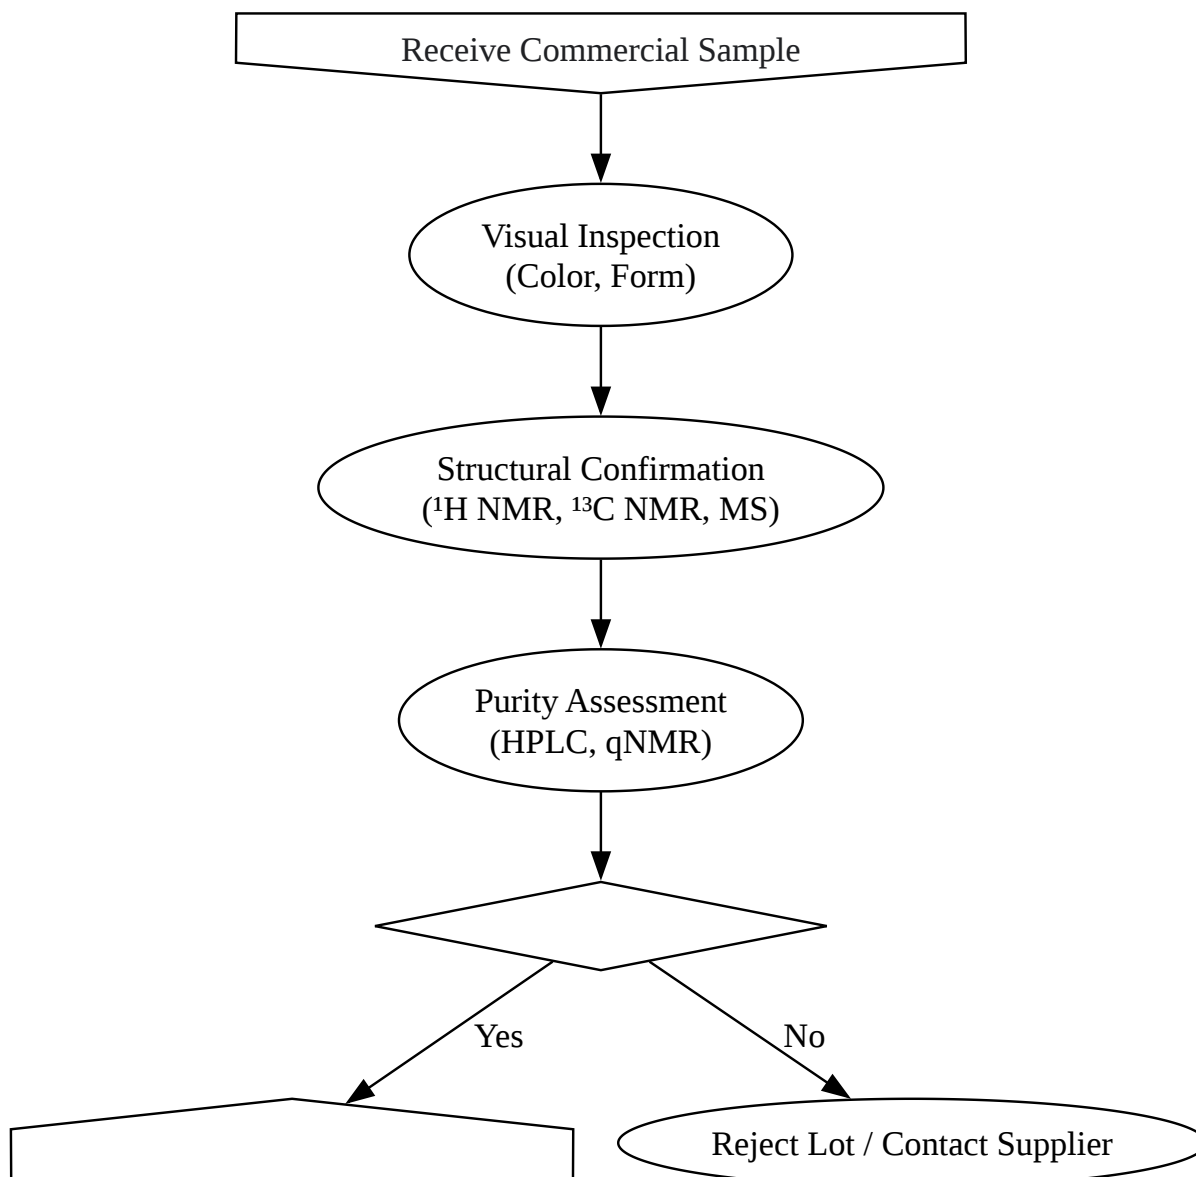 Receive Commercial Sample
Visual Inspection
(Color, Form)
Structural Confirmation
(¹H NMR, ¹³C NMR, MS)
Purity Assessment
(HPLC, qNMR)
Yes
No
Reject Lot / Contact Supplier